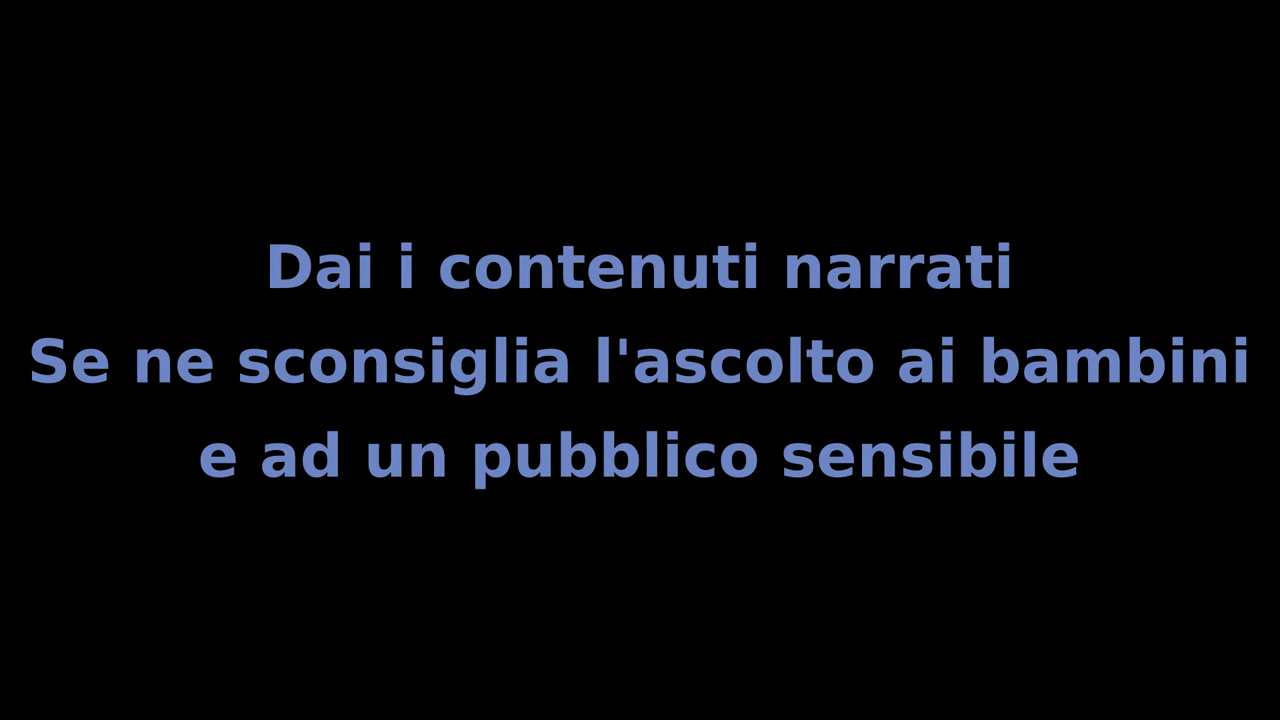 Dai i contenuti narrati
Se ne sconsiglia l'ascolto ai bambini
e ad un pubblico sensibile